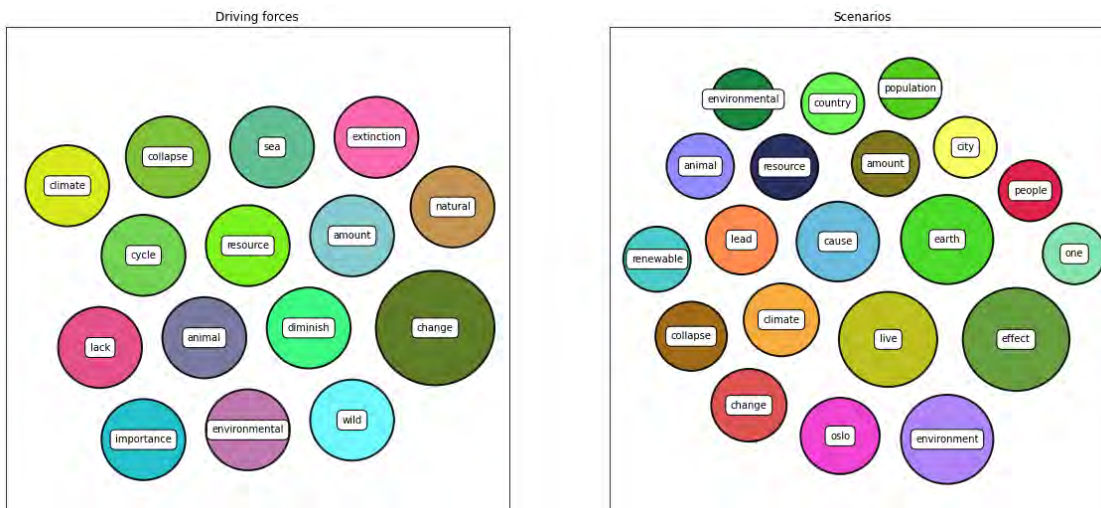 Driving forces
climate
collapse
sea
extinction
natural
cycle
resource
amount
lack
animal
diminish
change
importance
environmental
wild
Scenarios
environmental
country
population
animal
resource
amount
city
people
renewable
lead
cause
earth
one
collapse
climate
live
effect
change
oslo
environment